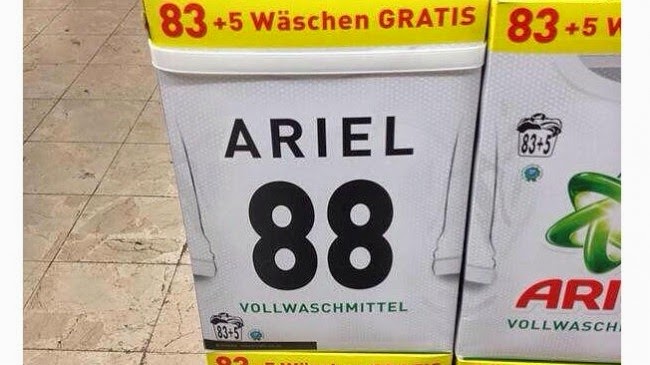 83 +5 Wäschen GRATIS
ARIEL
88
VOLLWASCHMITTEL
83+5
83 +5 W
83+5
ARI
VOLLWASCH